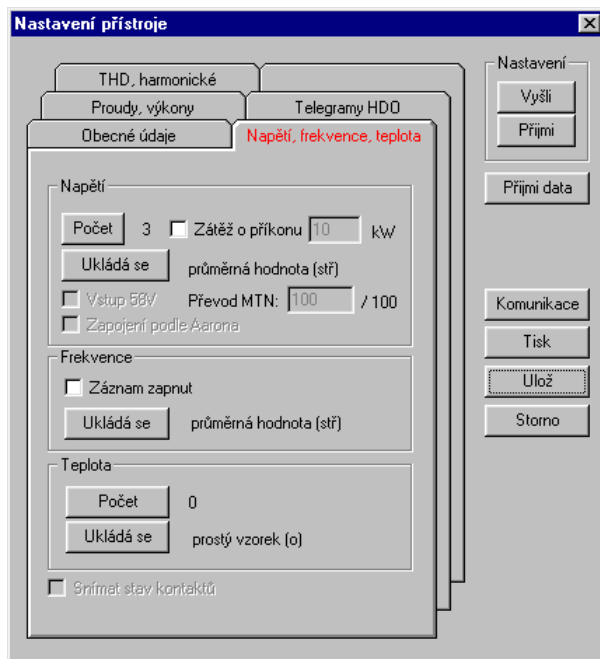 Nastavení přístroje
THD, harmonické
Proudy, výkony
Telegramy HDO
Obecné údaje
Napětí, frekvence, teplota
Napětí
Počet 3 Zátěž o příkonu 10 kW
Ukládá se průměrná hodnota (stř)
Vstup 58V Převod MTN: 100 / 100
Zapojení podle Aarona
Frekvence
Záznam zapnut
Ukládá se průměrná hodnota (stř)
Teplota
Počet 0
Ukládá se prostý vzorek (o)
Snímat stav kontaktů
Nastavení
Vyšli
Přijmi
Přijmi data
Komunikace
Tisk
Ulož
Storno